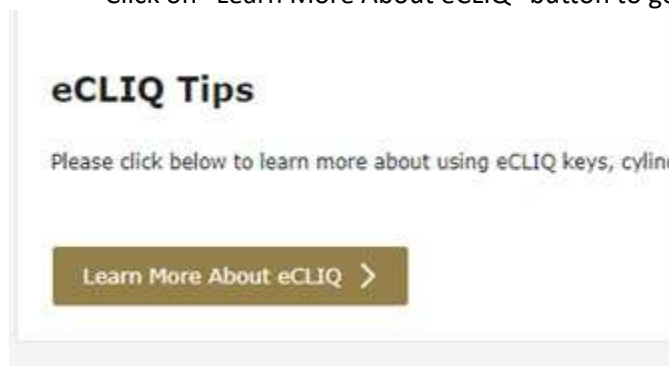 Click on "Learn More About eCLIQ" button to go
eCLIQ Tips
Please click below to learn more about using eCLIQ keys,
Learn More About eCLIQ